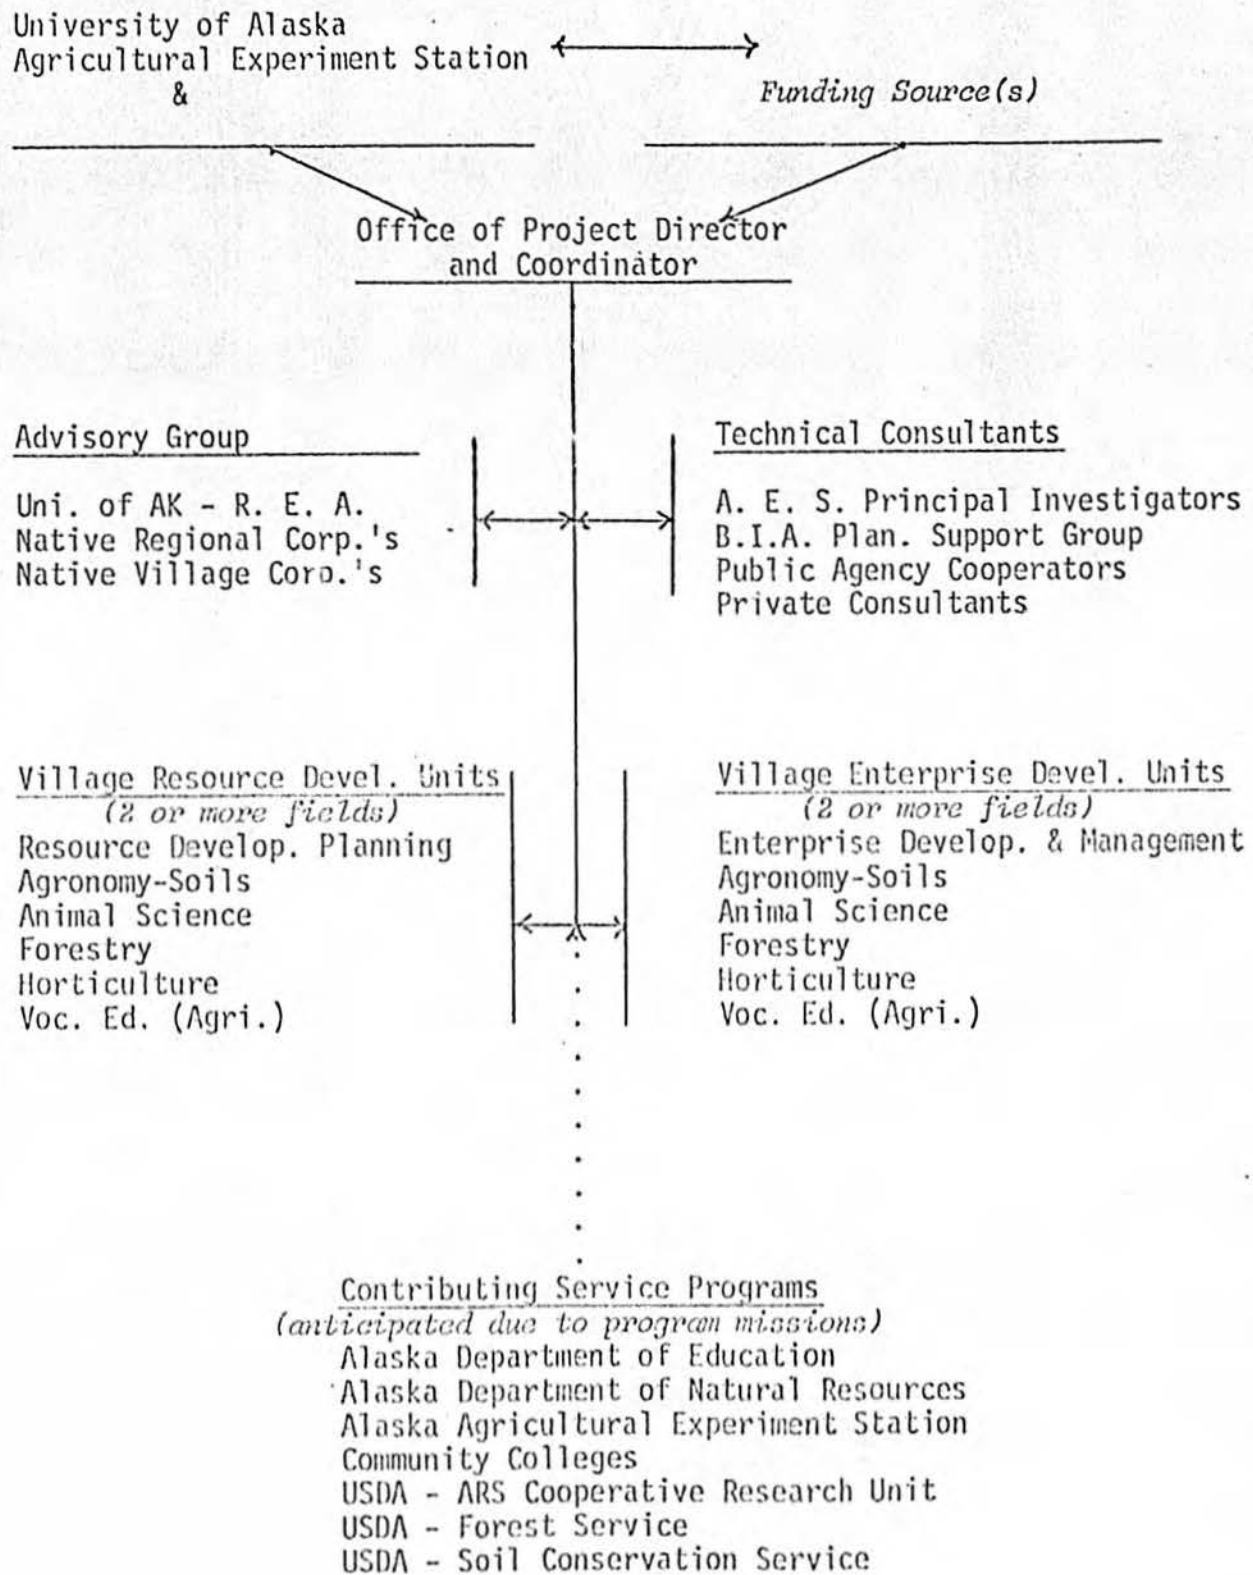 University of Alaska
Agricultural Experiment Station
&
Funding Source(s)
Office of Project Director
and Coordinator
Advisory Group
Uni. of AK - R. E. A.
Native Regional Corp.'s
Native Village Coro.'s
Technical Consultants
A. E. S. Principal Investigators
B.I.A. Plan. Support Group
Public Agency Cooperators
Private Consultants
Village Resource Devel. Units
(2 or more fields)
Resource Develop. Planning
Agronomy-Soils
Animal Science
Forestry
Horticulture
Voc. Ed. (Agri.)
Village Enterprise Devel. Units
(2 or more fields)
Enterprise Develop. & Management
Agronomy-Soils
Animal Science
Forestry
Horticulture
Voc. Ed. (Agri.)
Contributing Service Programs
(anticipated due to program missions)
Alaska Department of Education
Alaska Department of Natural Resources
Alaska Agricultural Experiment Station
Community Colleges
USDA - ARS Cooperative Research Unit
USDA - Forest Service
USDA - Soil Conservation Service